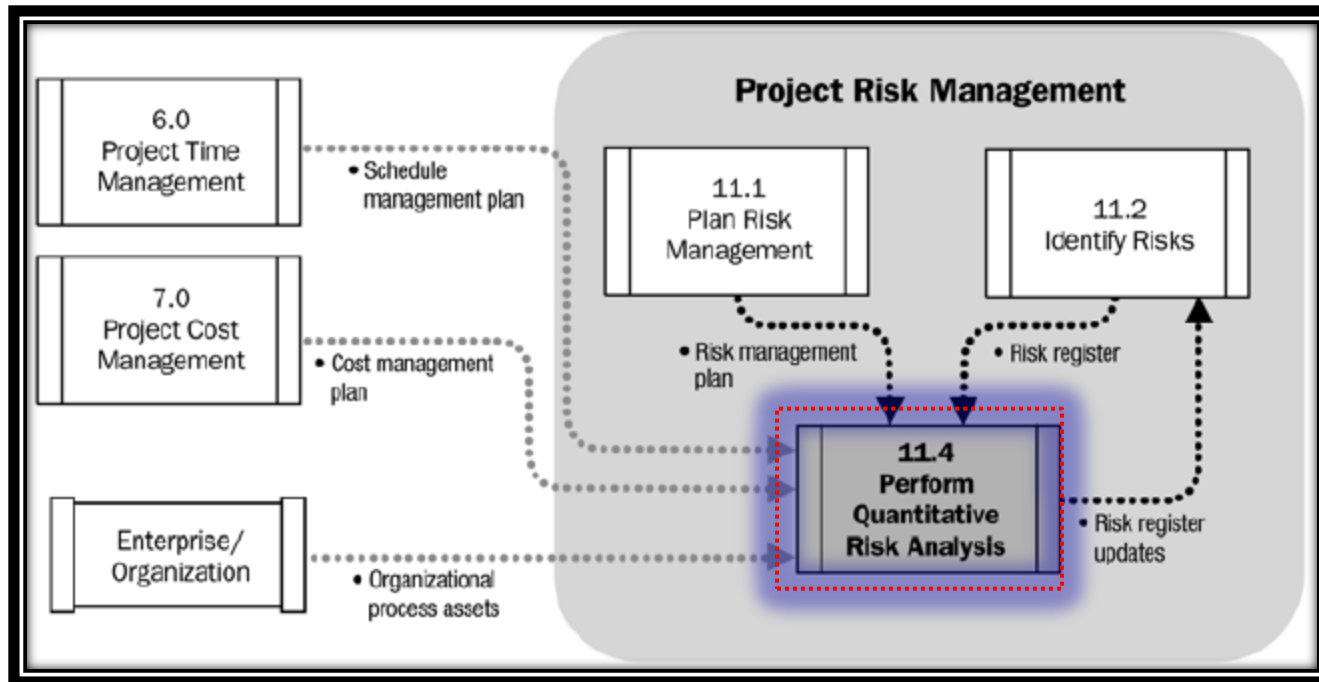 Project Risk Management
6.0
Project Time
Management
• Schedule
management plan
11.1
Plan Risk
Management
11.2
Identify Risks
7.0
Project Cost
Management
• Cost management
plan
• Risk management
plan
• Risk register
11.4
Perform
Quantitative
Risk Analysis
• Risk register
updates
Enterprise/
Organization
• Organizational
process assets